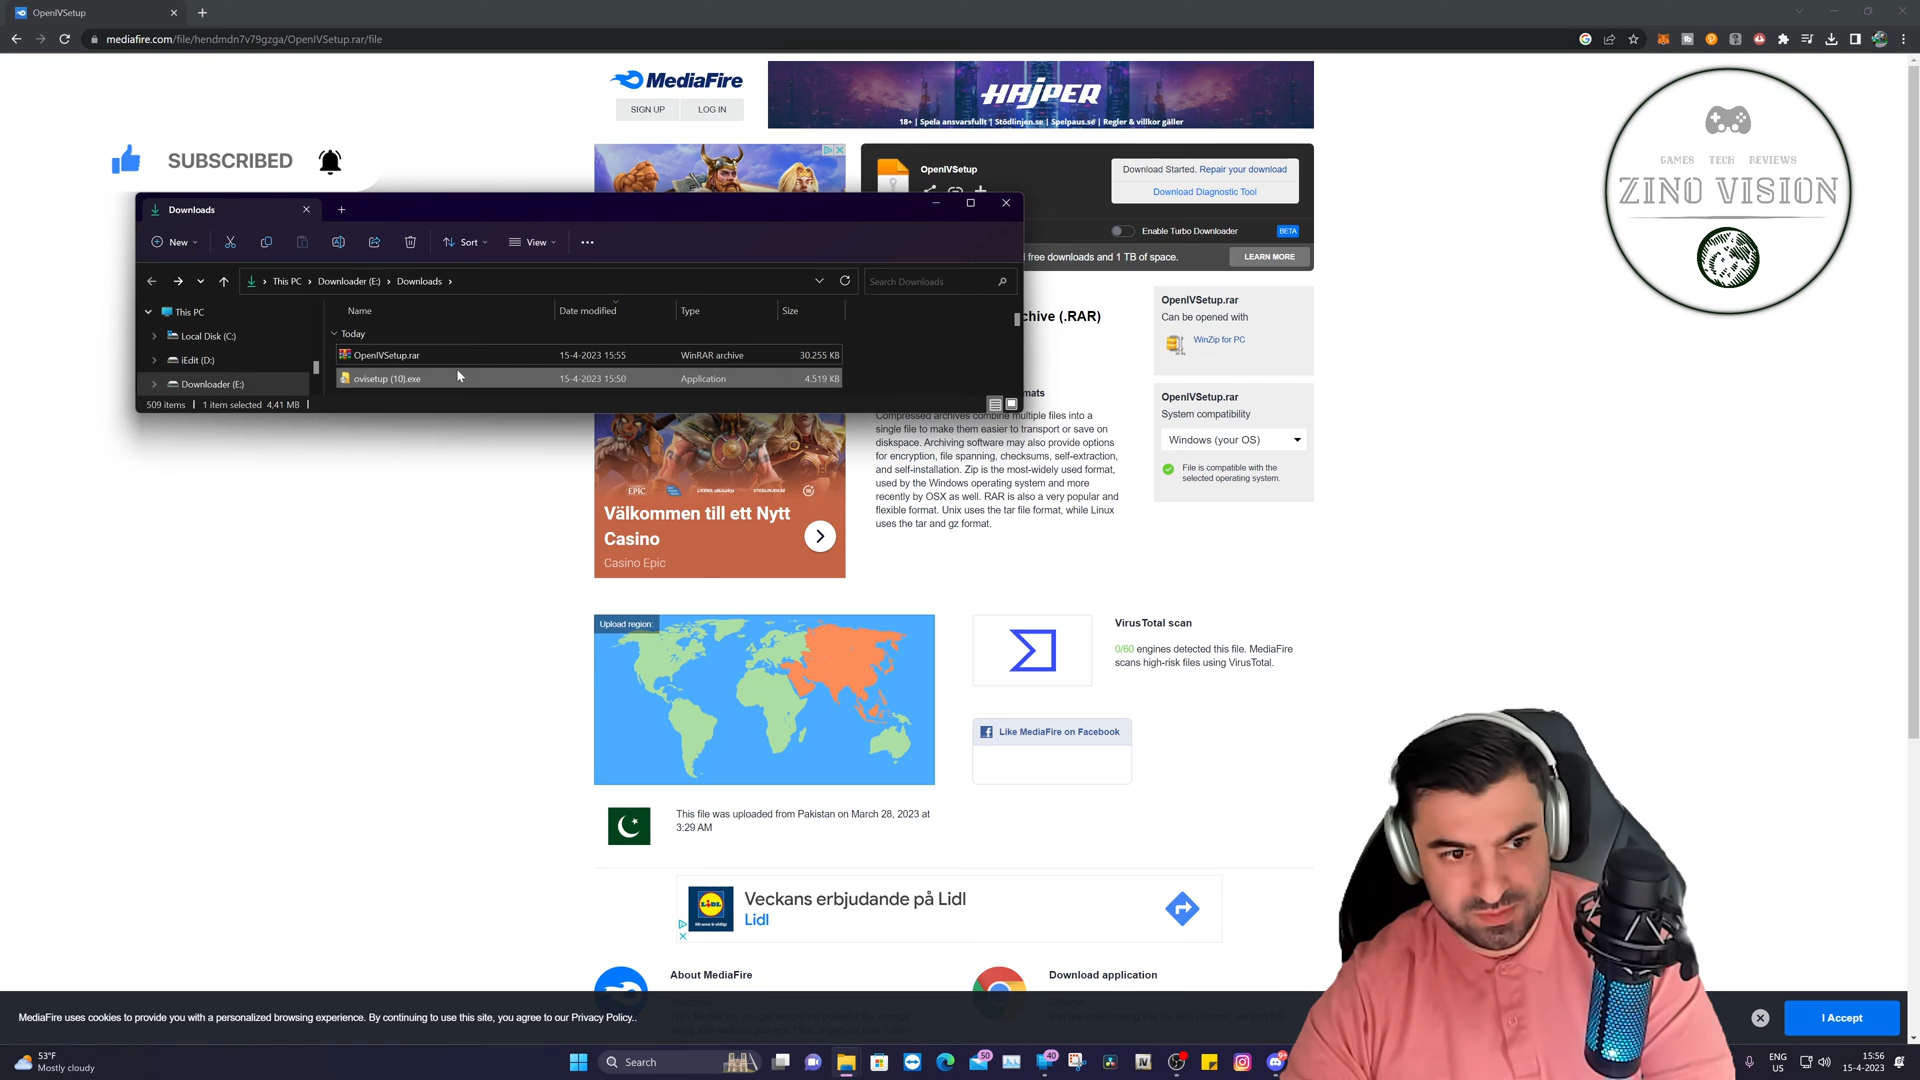 OpenIVSetup
mediafire.com/file/hendmdn7v79gzga/OpenIVSetup.rar/file
MediaFire
SIGN UP
LOG IN
HAJPER
18+ | Spela ansvarsfullt | Stödlinjen.se | Spelpaus.se | Regler & villkor gäller
SUBSCRIBED
GAMES TECH REVIEWS
ZINO VISION
OpenIVSetup
Download Started. Repair your download
Download Diagnostic Tool
Enable Turbo Downloader
BETA
free downloads and 1 TB of space.
LEARN MORE
Downloads
New
Sort
View
This PC
Downloader (E:)
Downloads
Search Downloads
This PC
Local Disk (C:)
iEdit (D:)
Downloader (E:)
Name
Date modified
Type
Size
Today
OpenIVSetup.rar
15-4-2023 15:55
WinRAR archive
30.255 KB
ovisetup (10).exe
15-4-2023 15:50
Application
4.519 KB
509 items
1 item selected 4,41 MB
chive (.RAR)
OpenIVSetup.rar
Can be opened with
WinZip for PC
mats
Compressed archives combine multiple files into a
single file to make them easier to transport or save on
diskspace. Archiving software may also provide options
for encryption, file spanning, checksums, self-extraction,
and self-installation. Zip is the most-widely used format,
used by the Windows operating system and more
recently by OSX as well. RAR is also a very popular and
flexible format. Unix uses the tar file format, while Linux
uses the tar and gz format.
OpenIVSetup.rar
System compatibility
Windows (your OS)
File is compatible with the
selected operating system.
EPIC
STODLINJEN.SE
18
Välkommen till ett Nytt
Casino
Casino Epic
Upload region:
VirusTotal scan
0/60 engines detected this file. MediaFire
scans high-risk files using VirusTotal.
Like MediaFire on Facebook
This file was uploaded from Pakistan on March 28, 2023 at
3:29 AM
LiDL
Veckans erbjudande på Lidl
Lidl
About MediaFire
Download application
MediaFire uses cookies to provide you with a personalized browsing experience. By continuing to use this site, you agree to our Privacy Policy..
I Accept
53°F
Mostly cloudy
Search
50
40
IV
ENG
US
15:56
15-4-2023